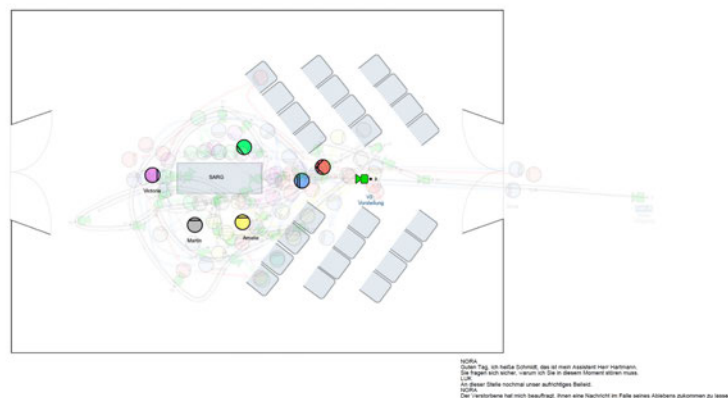 SARG
Victoria
Martin
Amelie
Vorstellung
NORA
Guten Tag, ich heiße Schmidt, das ist mein Assistent Herr Hartmann.
Sie fragen sich sicher, warum ich Sie in diesem Moment stören muss.
LUK
An dieser Stelle nochmal unser aufrichtiges Beileid.
NORA
Der Verstorbene hat mich beauftragt, Ihnen eine Nachricht im Falle seines Ablebens zukommen zu lasse